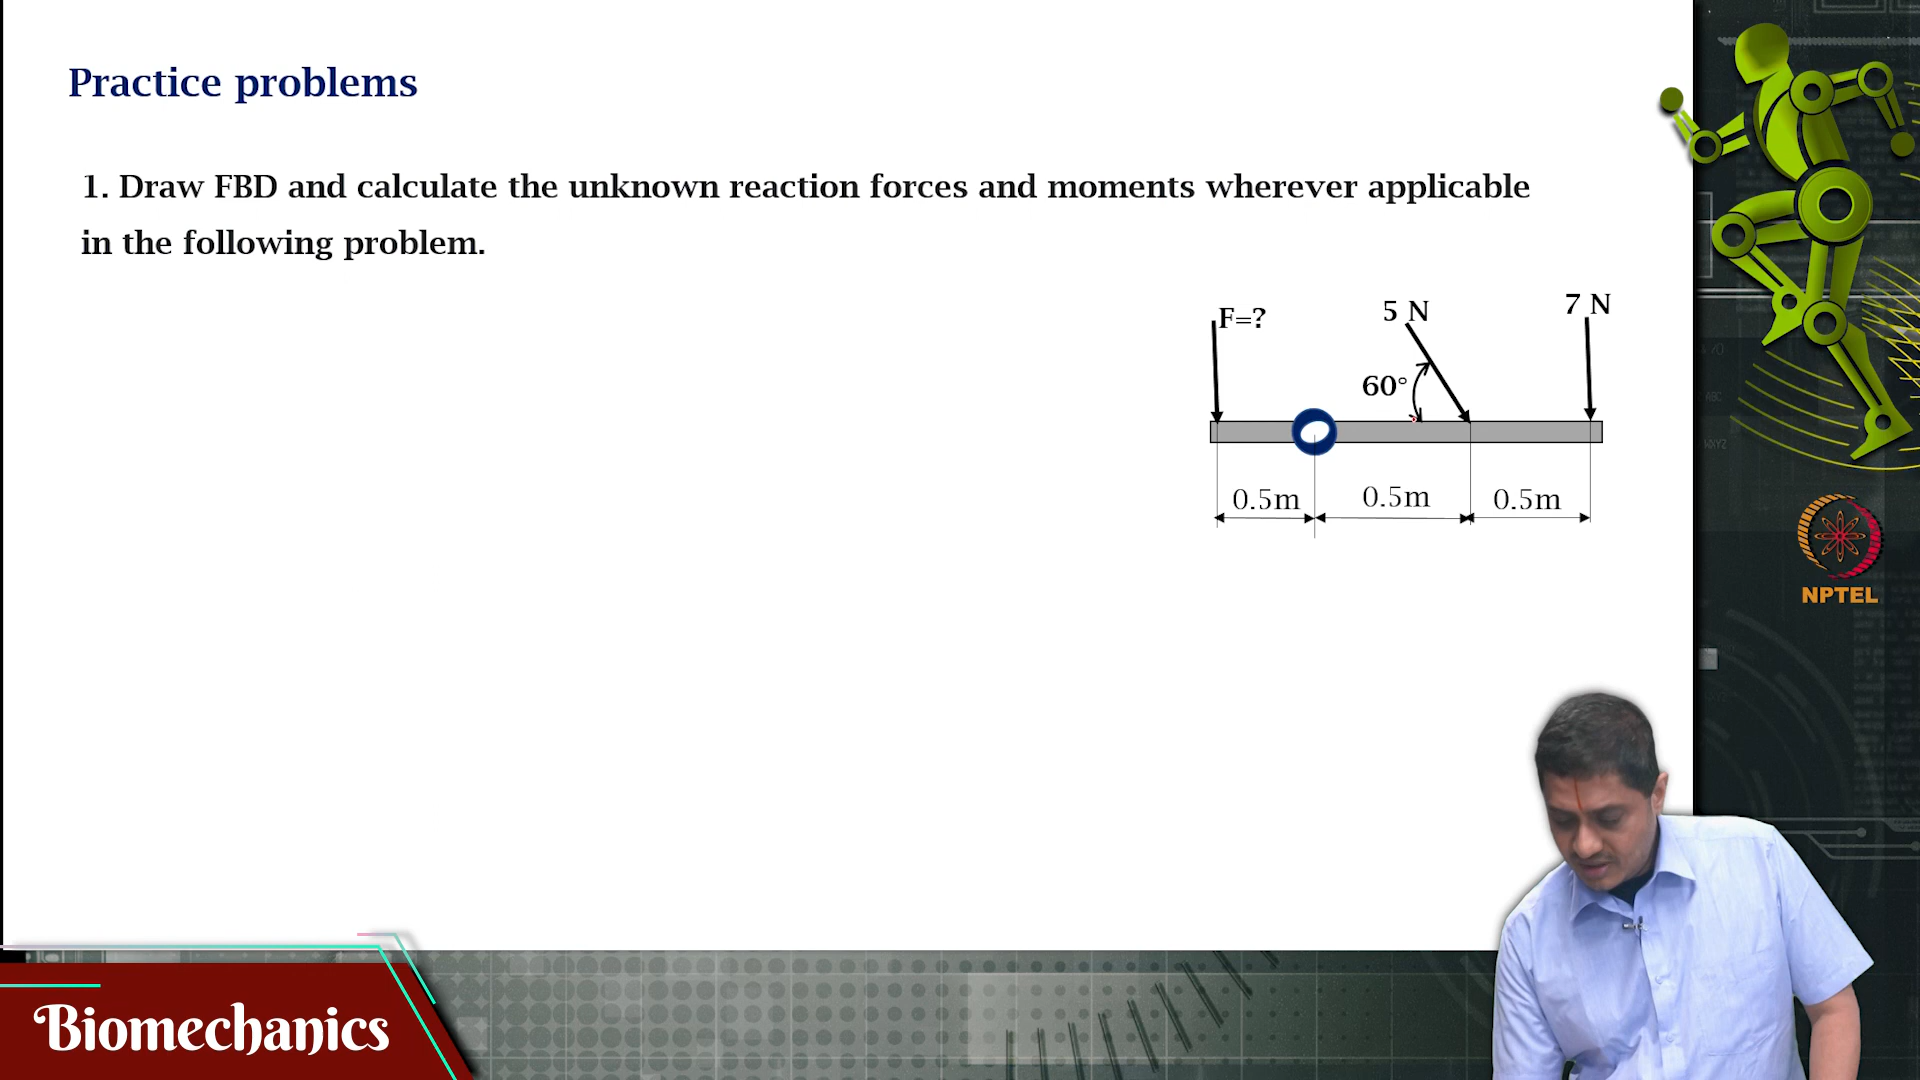 Practice problems
1. Draw FBD and calculate the unknown reaction forces and moments wherever applicable
in the following problem.
F=?
5 N
7 N
60°
0.5m
0.5m
0.5m
NPTEL
Biomechanics